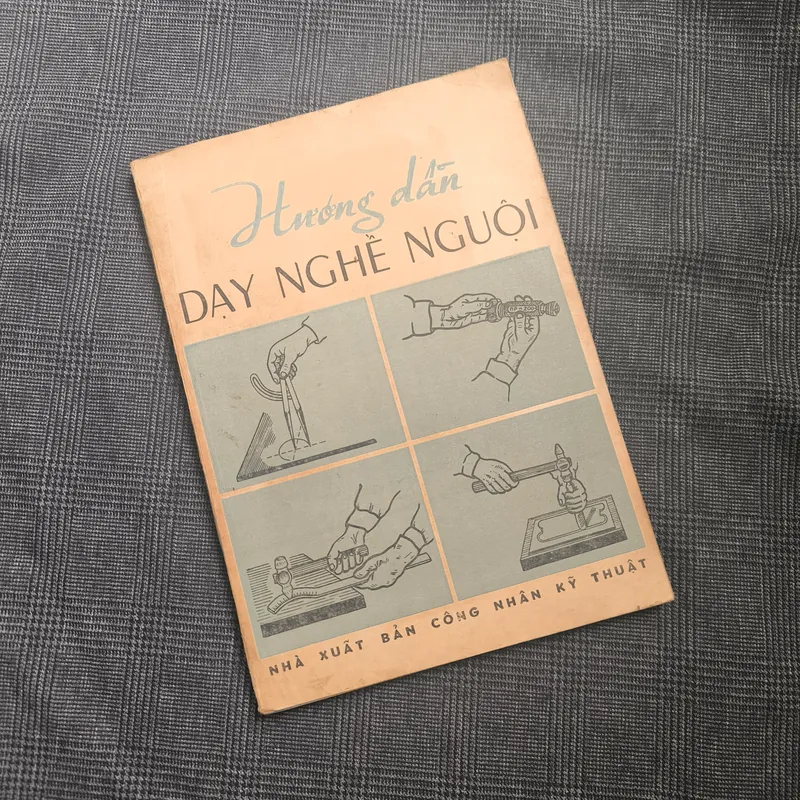 Hướng dẫn
DẠY NGHỀ NGUỘI
NHÀ XUẤT BẢN CÔNG NHÂN KỸ THUẬT